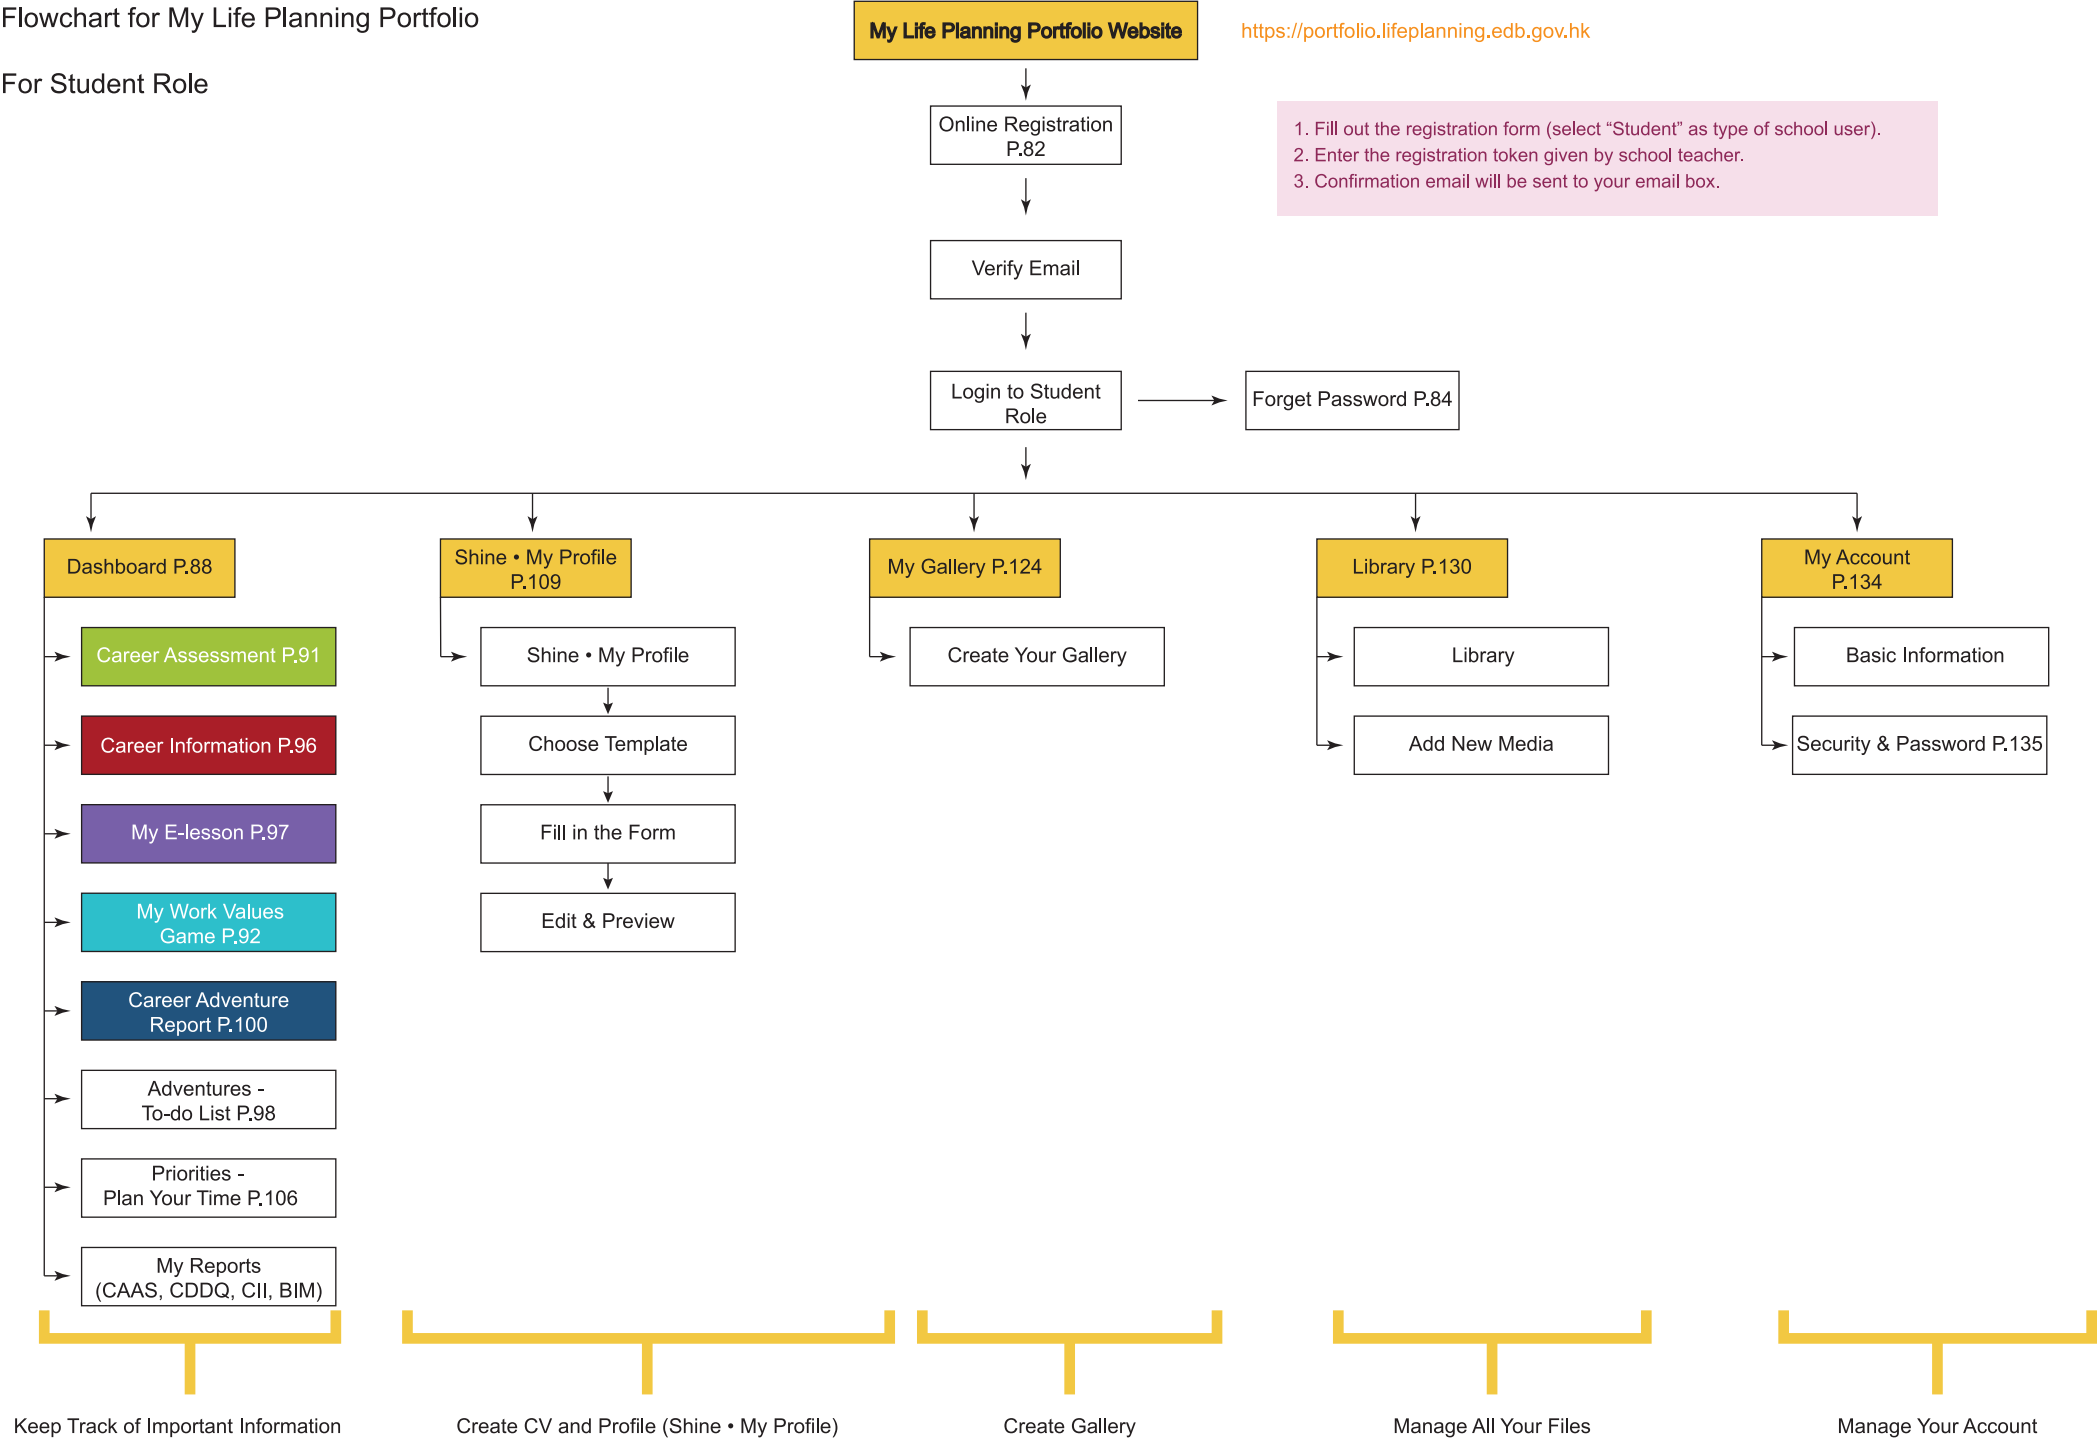 Flowchart for My Life Planning Portfolio
For Student Role
My Life Planning Portfolio Website
https://portfolio.lifeplanning.edb.gov.hk
Online Registration
P.82
1. Fill out the registration form (select “Student” as type of school user).
2. Enter the registration token given by school teacher.
3. Confirmation email will be sent to your email box.
Verify Email
Login to Student
Role
Forget Password P.84
Dashboard P.88
Career Assessment P.91
Career Information P.96
My E-lesson P.97
My Work Values
Game P.92
Career Adventure
Report P.100
Adventures -
To-do List P.98
Priorities -
Plan Your Time P.106
My Reports
(CAAS, CDDQ, CII, BIM)
Keep Track of Important Information
Shine • My Profile
P.109
Shine • My Profile
Choose Template
Fill in the Form
Edit & Preview
Create CV and Profile (Shine • My Profile)
My Gallery P.124
Create Your Gallery
Create Gallery
Library P.130
Library
Add New Media
Manage All Your Files
My Account
P.134
Basic Information
Security & Password P.135
Manage Your Account